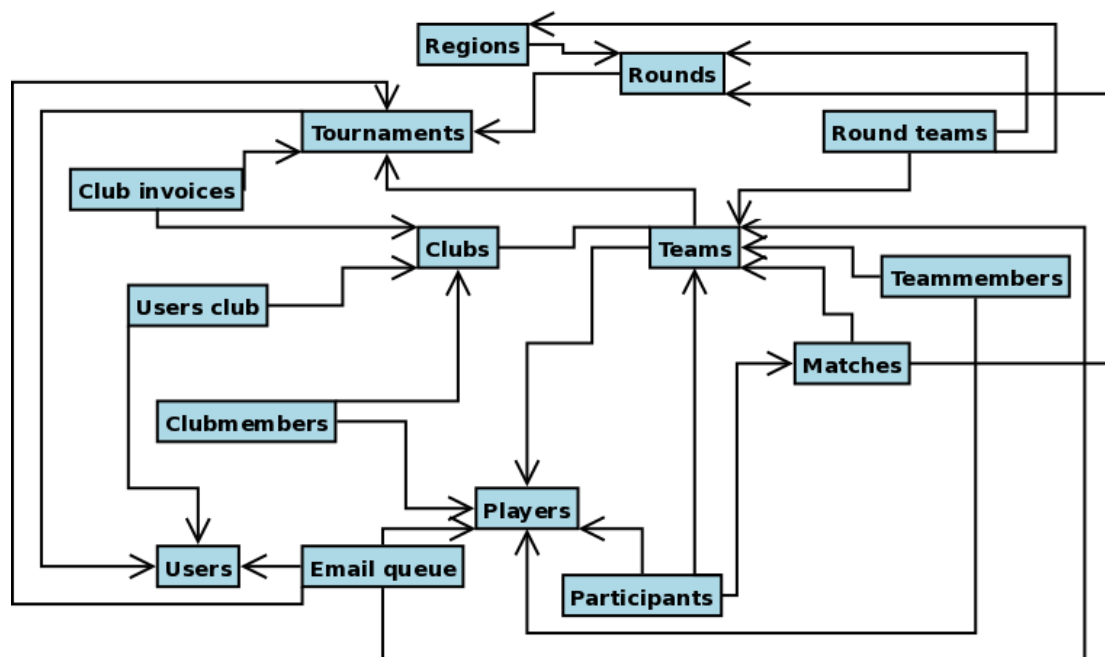 Regions
Rounds
Tournaments
Round teams
Club invoices
Clubs
Teams
Teammembers
Users club
Matches
Clubmembers
Players
Users
Email queue
Participants